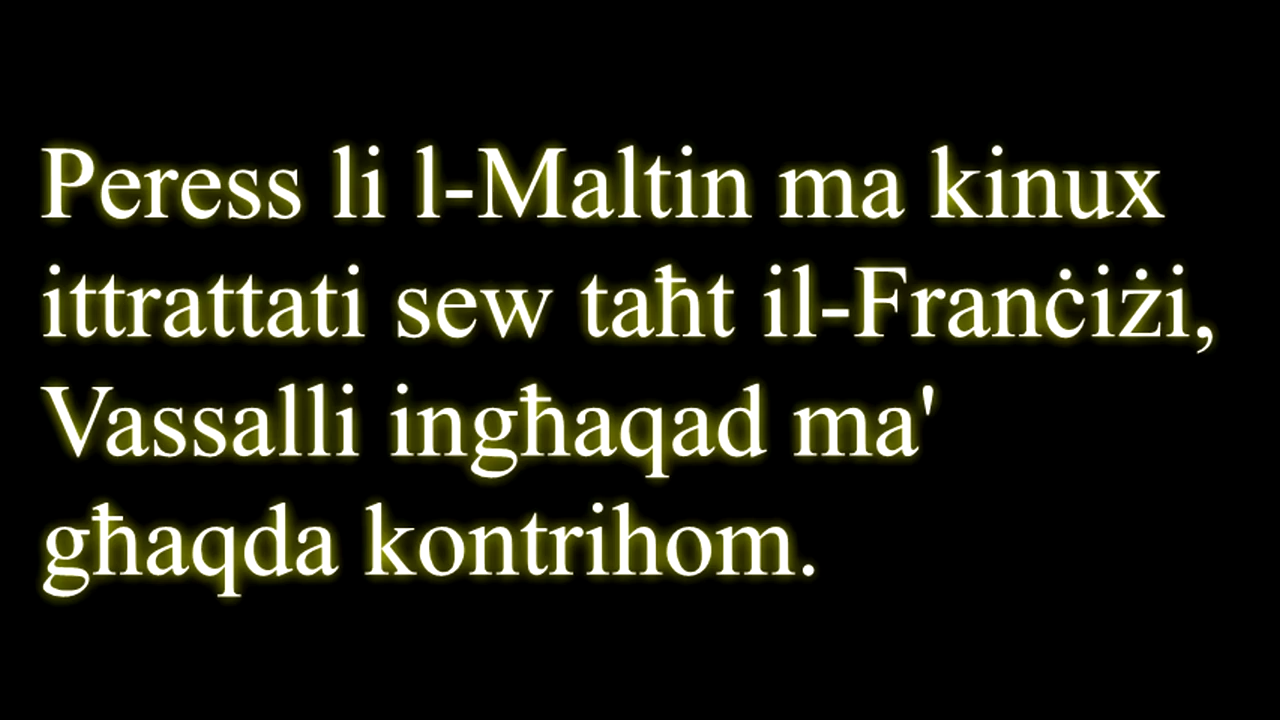 Peress li l-Maltin ma kinux
ittrattati sew taħt il-Franċiżi,
Vassalli ingħaqad ma'
għaqda kontrihom.